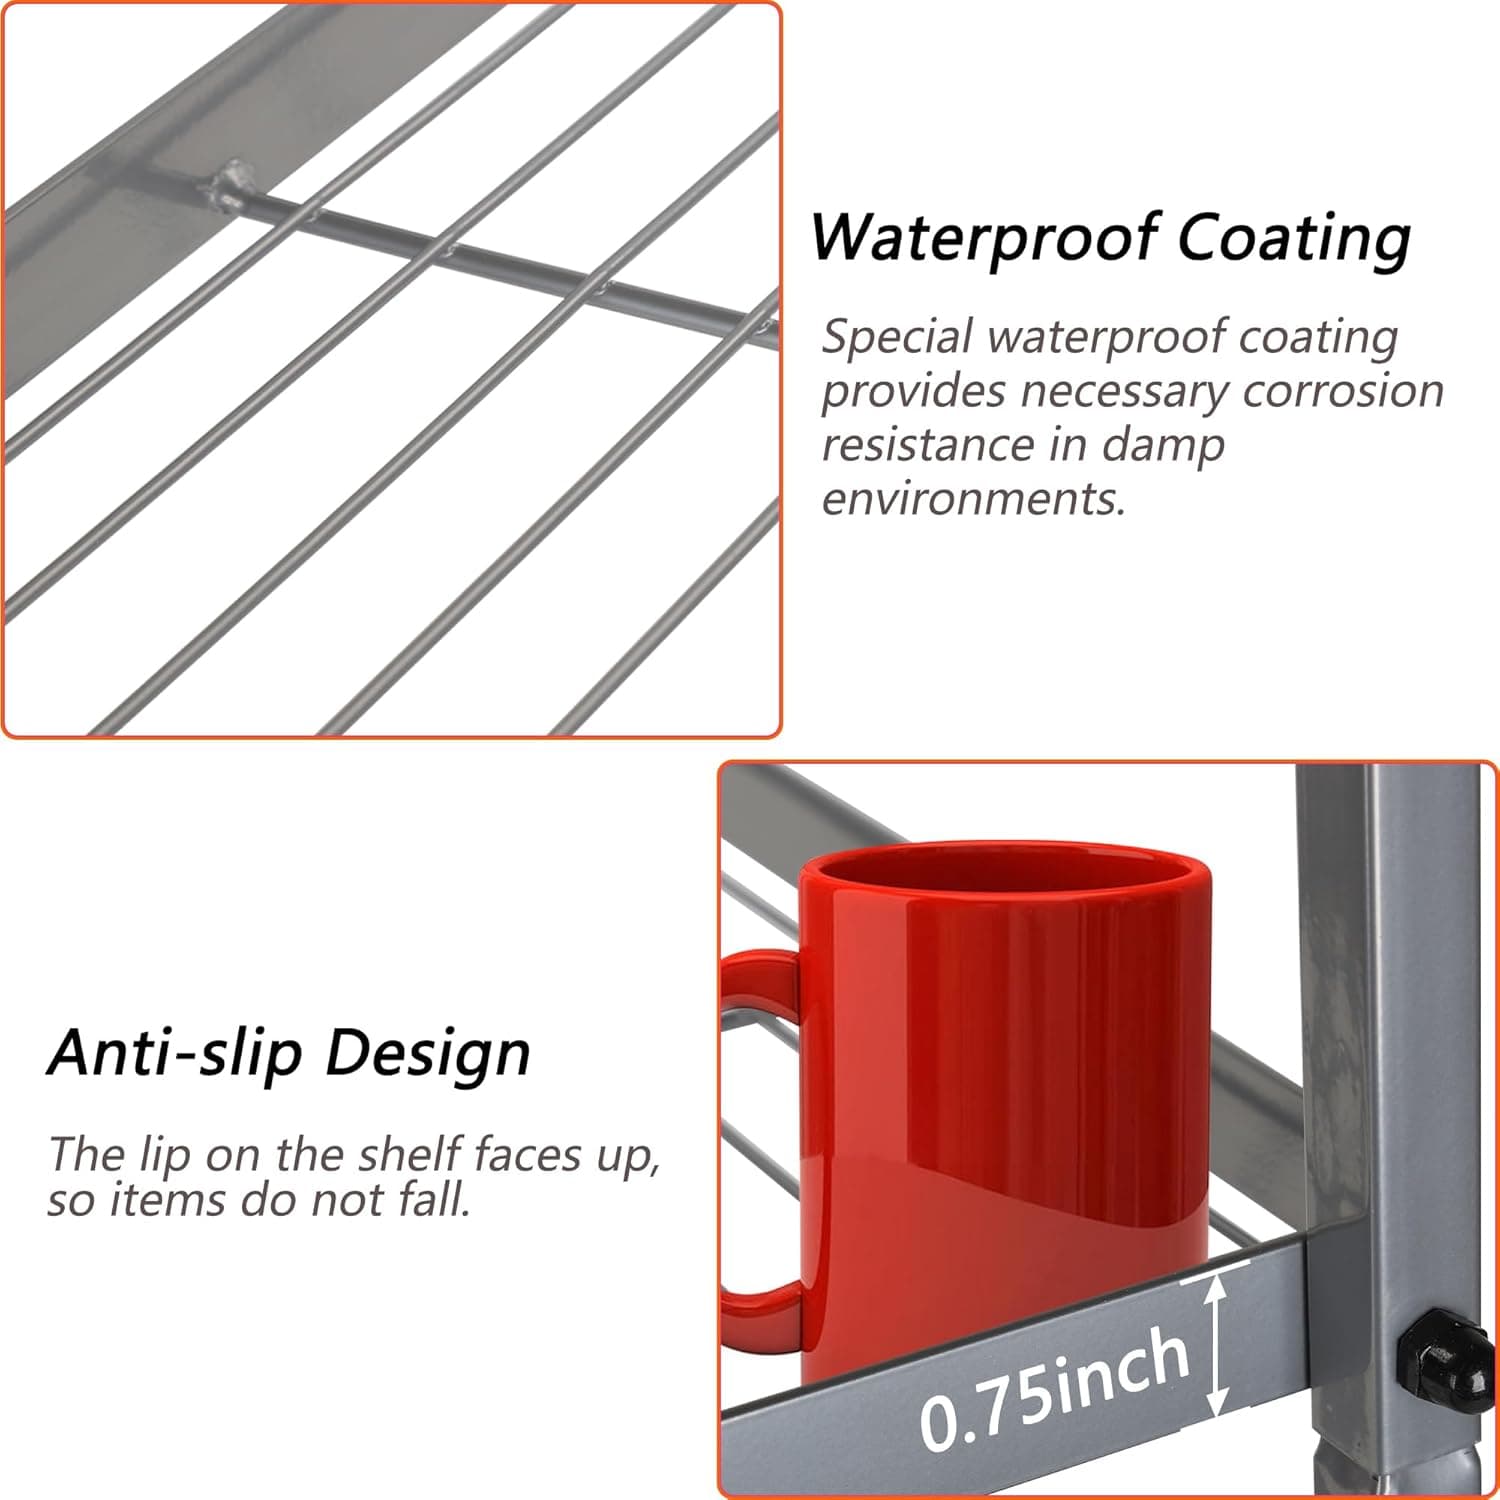 Waterproof Coating
Special waterproof coating
provides necessary corrosion
resistance in damp
environments.
Anti-slip Design
The lip on the shelf faces up,
so items do not fall.
0.75inch